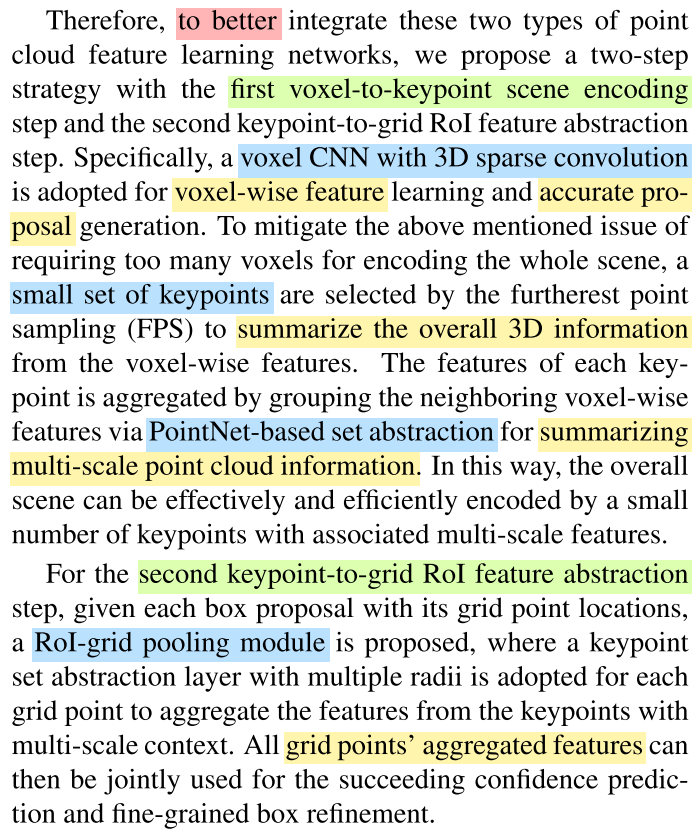 Therefore, to better integrate these two types of point
cloud feature learning networks, we propose a two-step
strategy with the first voxel-to-keypoint scene encoding
step and the second keypoint-to-grid RoI feature abstraction
step. Specifically, a voxel CNN with 3D sparse convolution
is adopted for voxel-wise feature learning and accurate pro-
posal generation. To mitigate the above mentioned issue of
requiring too many voxels for encoding the whole scene, a
small set of keypoints are selected by the furtherest point
sampling (FPS) to summarize the overall 3D information
from the voxel-wise features. The features of each key-
point is aggregated by grouping the neighboring voxel-wise
features via PointNet-based set abstraction for summarizing
multi-scale point cloud information. In this way, the overall
scene can be effectively and efficiently encoded by a small
number of keypoints with associated multi-scale features.
For the second keypoint-to-grid RoI feature abstraction
step, given each box proposal with its grid point locations,
a RoI-grid pooling module is proposed, where a keypoint
set abstraction layer with multiple radii is adopted for each
grid point to aggregate the features from the keypoints with
multi-scale context. All grid points' aggregated features can
then be jointly used for the succeeding confidence predic-
tion and fine-grained box refinement.